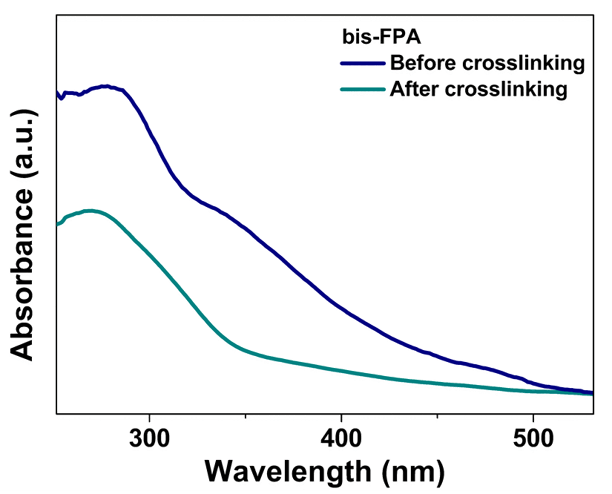 bis-FPA
Before crosslinking
After crosslinking
Absorbance (a.u.)
300 400 500
Wavelength (nm)